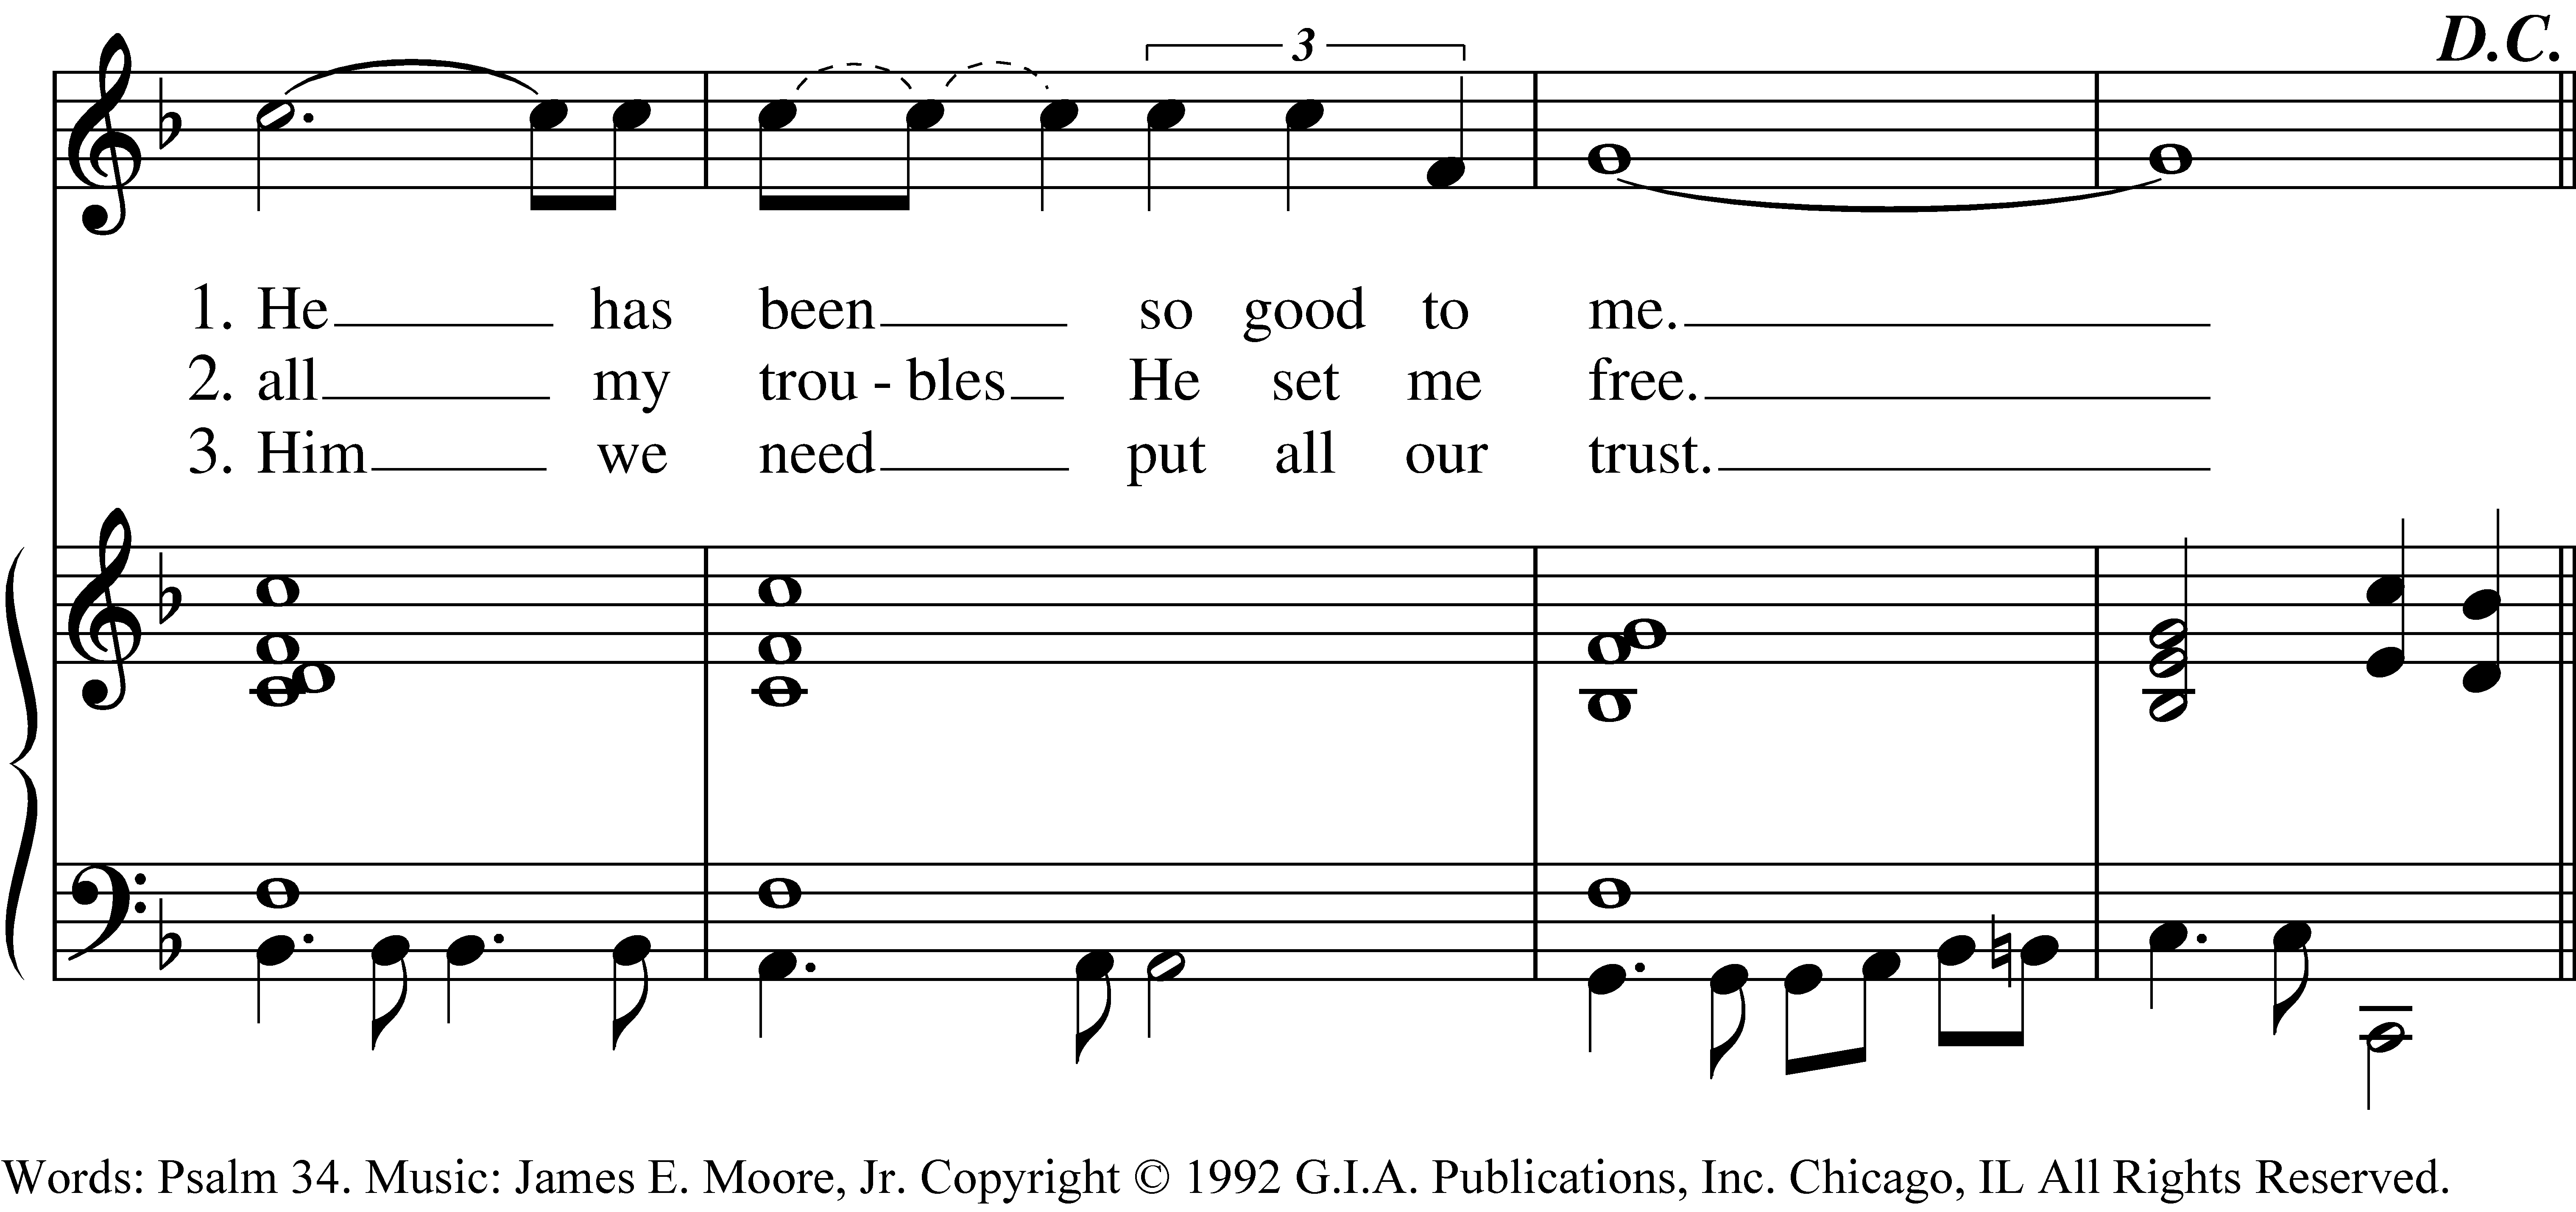 D.C.
3
1. He has been so good to me.
2. all my trou - bles He set me free.
3. Him we need put all our trust.
Words: Psalm 34. Music: James E. Moore, Jr. Copyright © 1992 G.I.A. Publications, Inc. Chicago, IL All Rights Reserved.